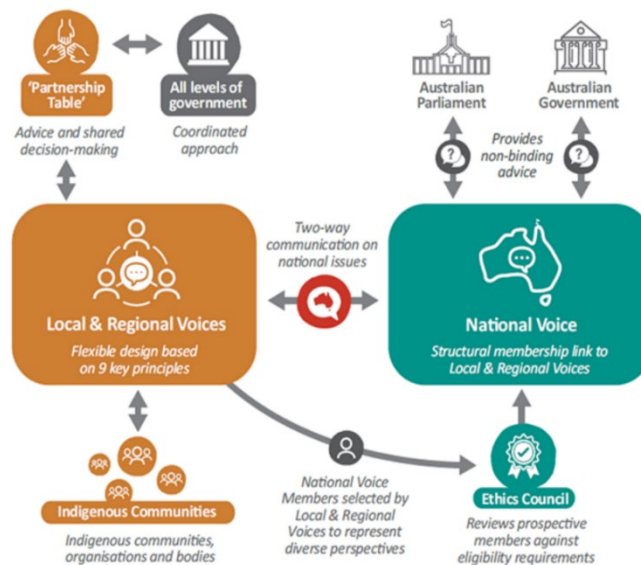 'Partnership
Table'
All levels of
government
Advice and shared
decision-making
Coordinated
approach
Australian
Parliament
Australian
Government
Provides
non-binding
advice
?
?
Local & Regional Voices
Flexible design based
on 9 key principles
Two-way
communication on
national issues
National Voice
Structural membership link to
Local & Regional Voices
Indigenous Communities
Indigenous communities,
organisations and bodies
National Voice
Members selected by
Local & Regional
Voices to represent
diverse perspectives
Ethics Council
Reviews prospective
members against
eligibility requirements